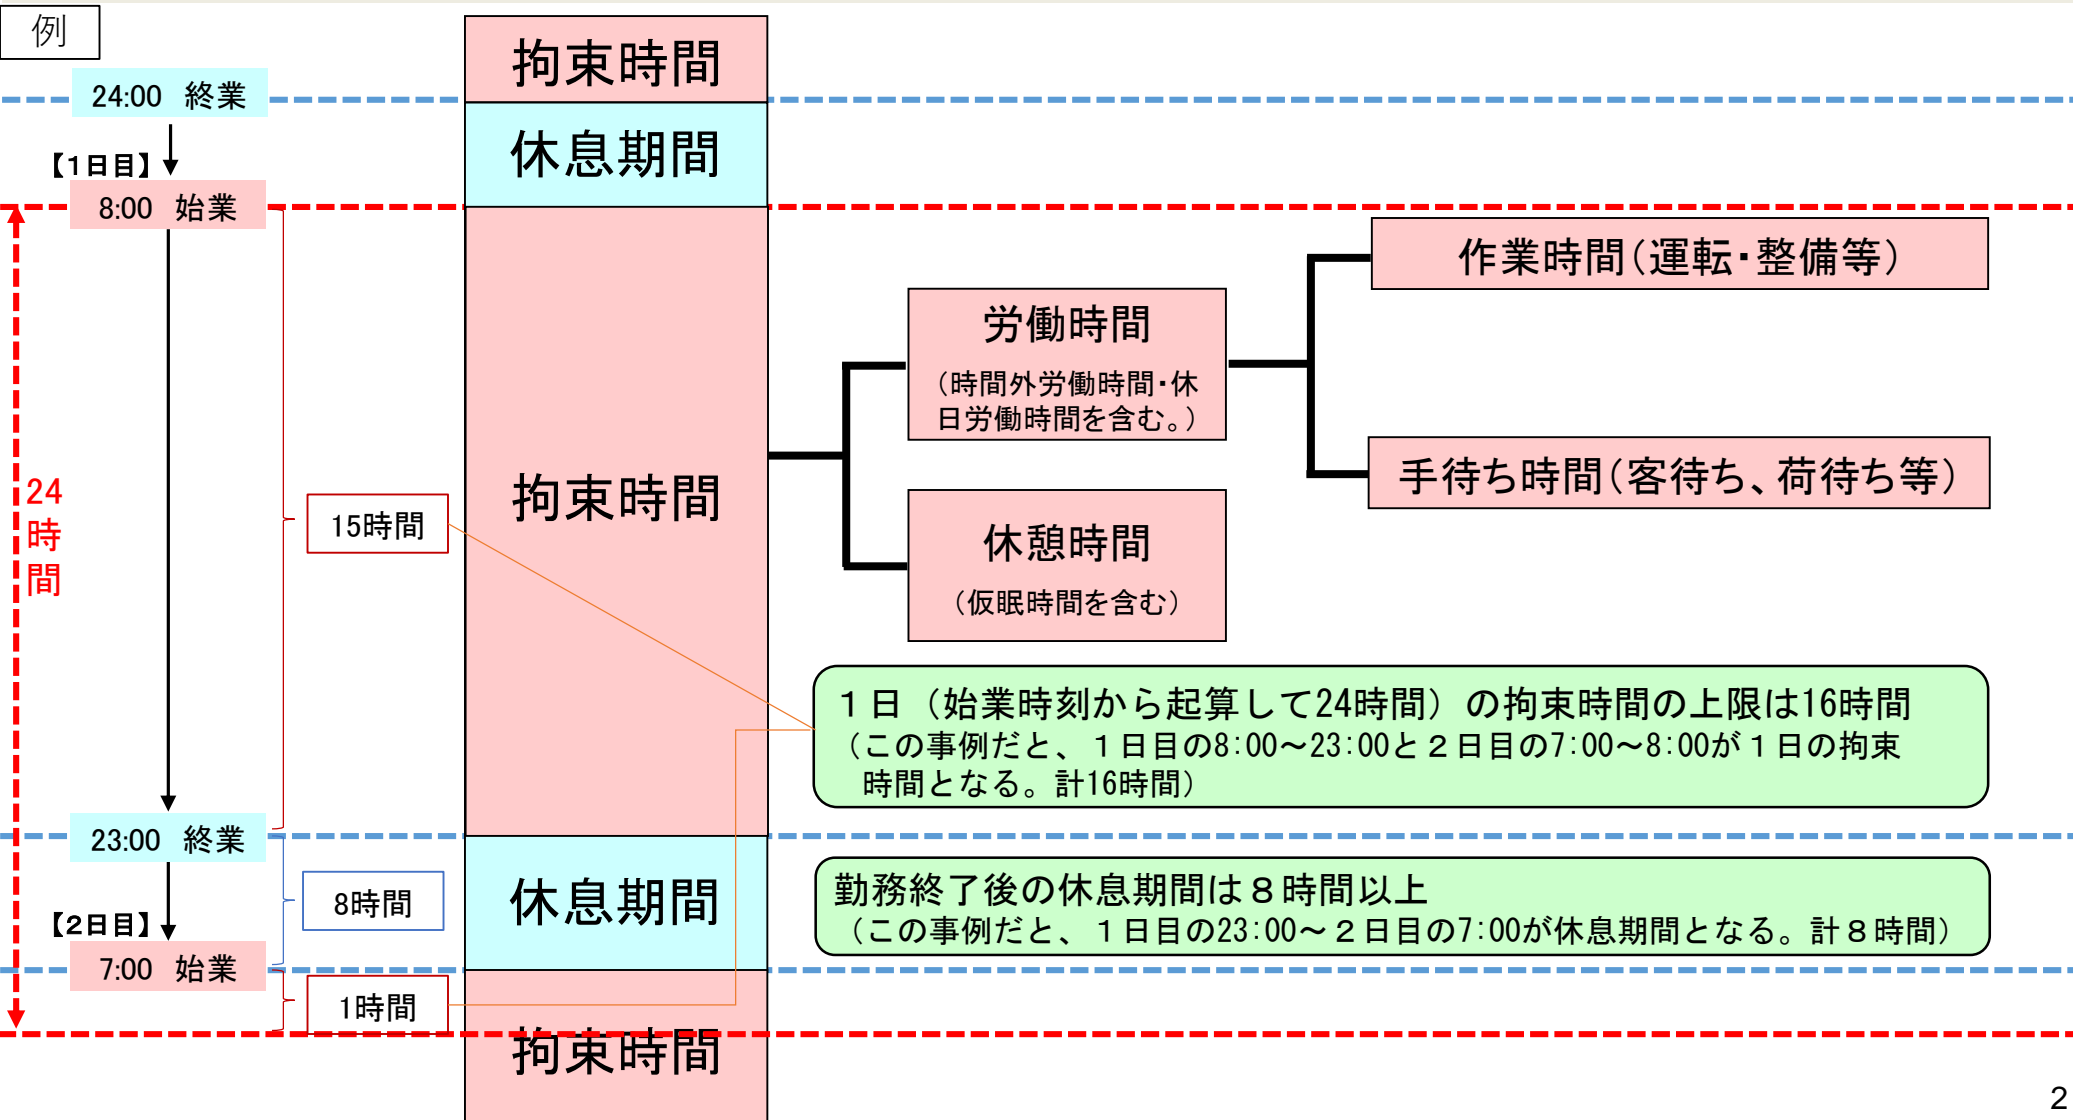 例
拘束時間
24:00 終業
休息期間
【1日目】
8:00 始業
作業時間（運転・整備等）
労働時間
（時間外労働時間・休
日労働時間を含む。）
手待ち時間（客待ち、荷待ち等）
24
時
間
15時間
拘束時間
休憩時間
（仮眠時間を含む）
１日（始業時刻から起算して24時間）の拘束時間の上限は16時間
（この事例だと、１日目の8:00～23:00と２日目の7:00～8:00が１日の拘束
時間となる。計16時間）
23:00 終業
8時間
休息期間
勤務終了後の休息期間は８時間以上
（この事例だと、１日目の23:00～２日目の7:00が休息期間となる。計８時間）
【2日目】
7:00 始業
1時間
拘束時間
2